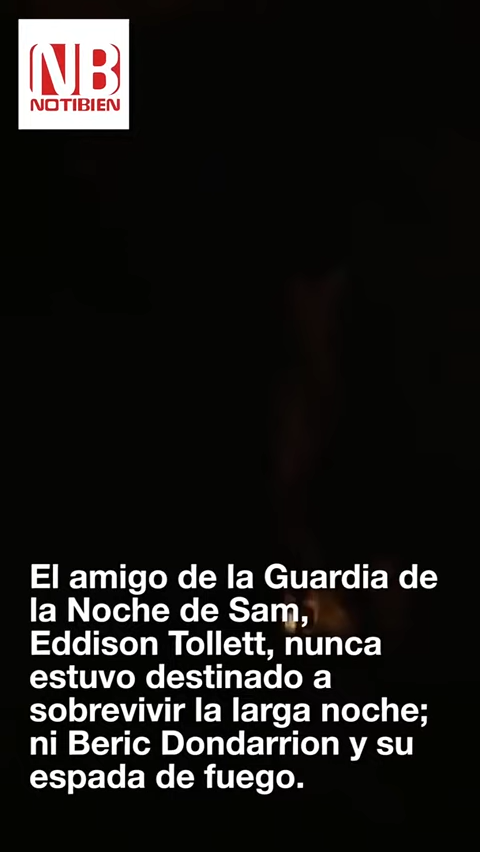 NB
NOTIBIEN
El amigo de la Guardia de
la Noche de Sam,
Eddison Tollett, nunca
estuvo destinado a
sobrevivir la larga noche;
ni Beric Dondarrion y su
espada de fuego.